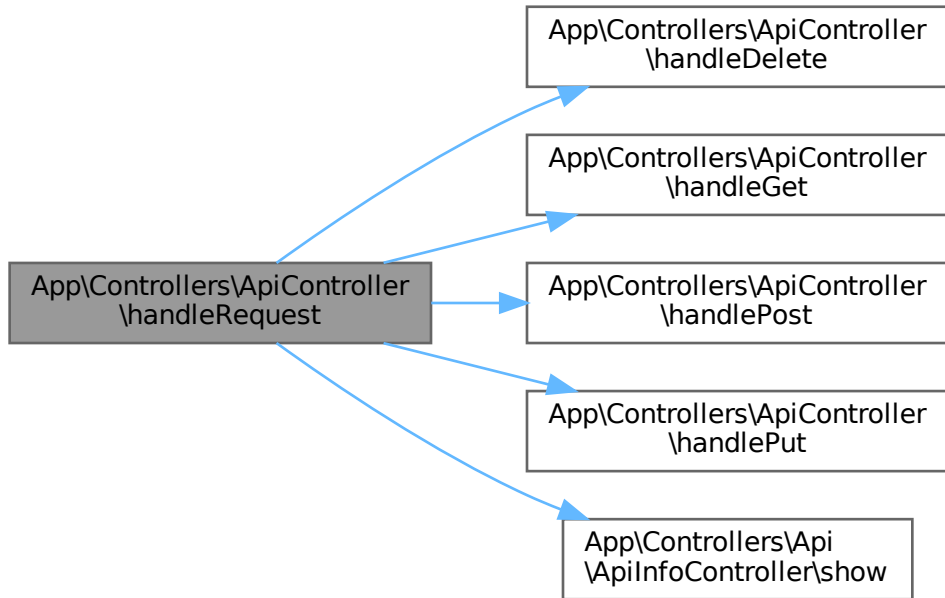 App\Controllers\ApiController
\handleRequest
App\Controllers\ApiController
\handleDelete
App\Controllers\ApiController
\handleGet
App\Controllers\ApiController
\handlePost
App\Controllers\ApiController
\handlePut
App\Controllers\Api
\ApiInfoController\show